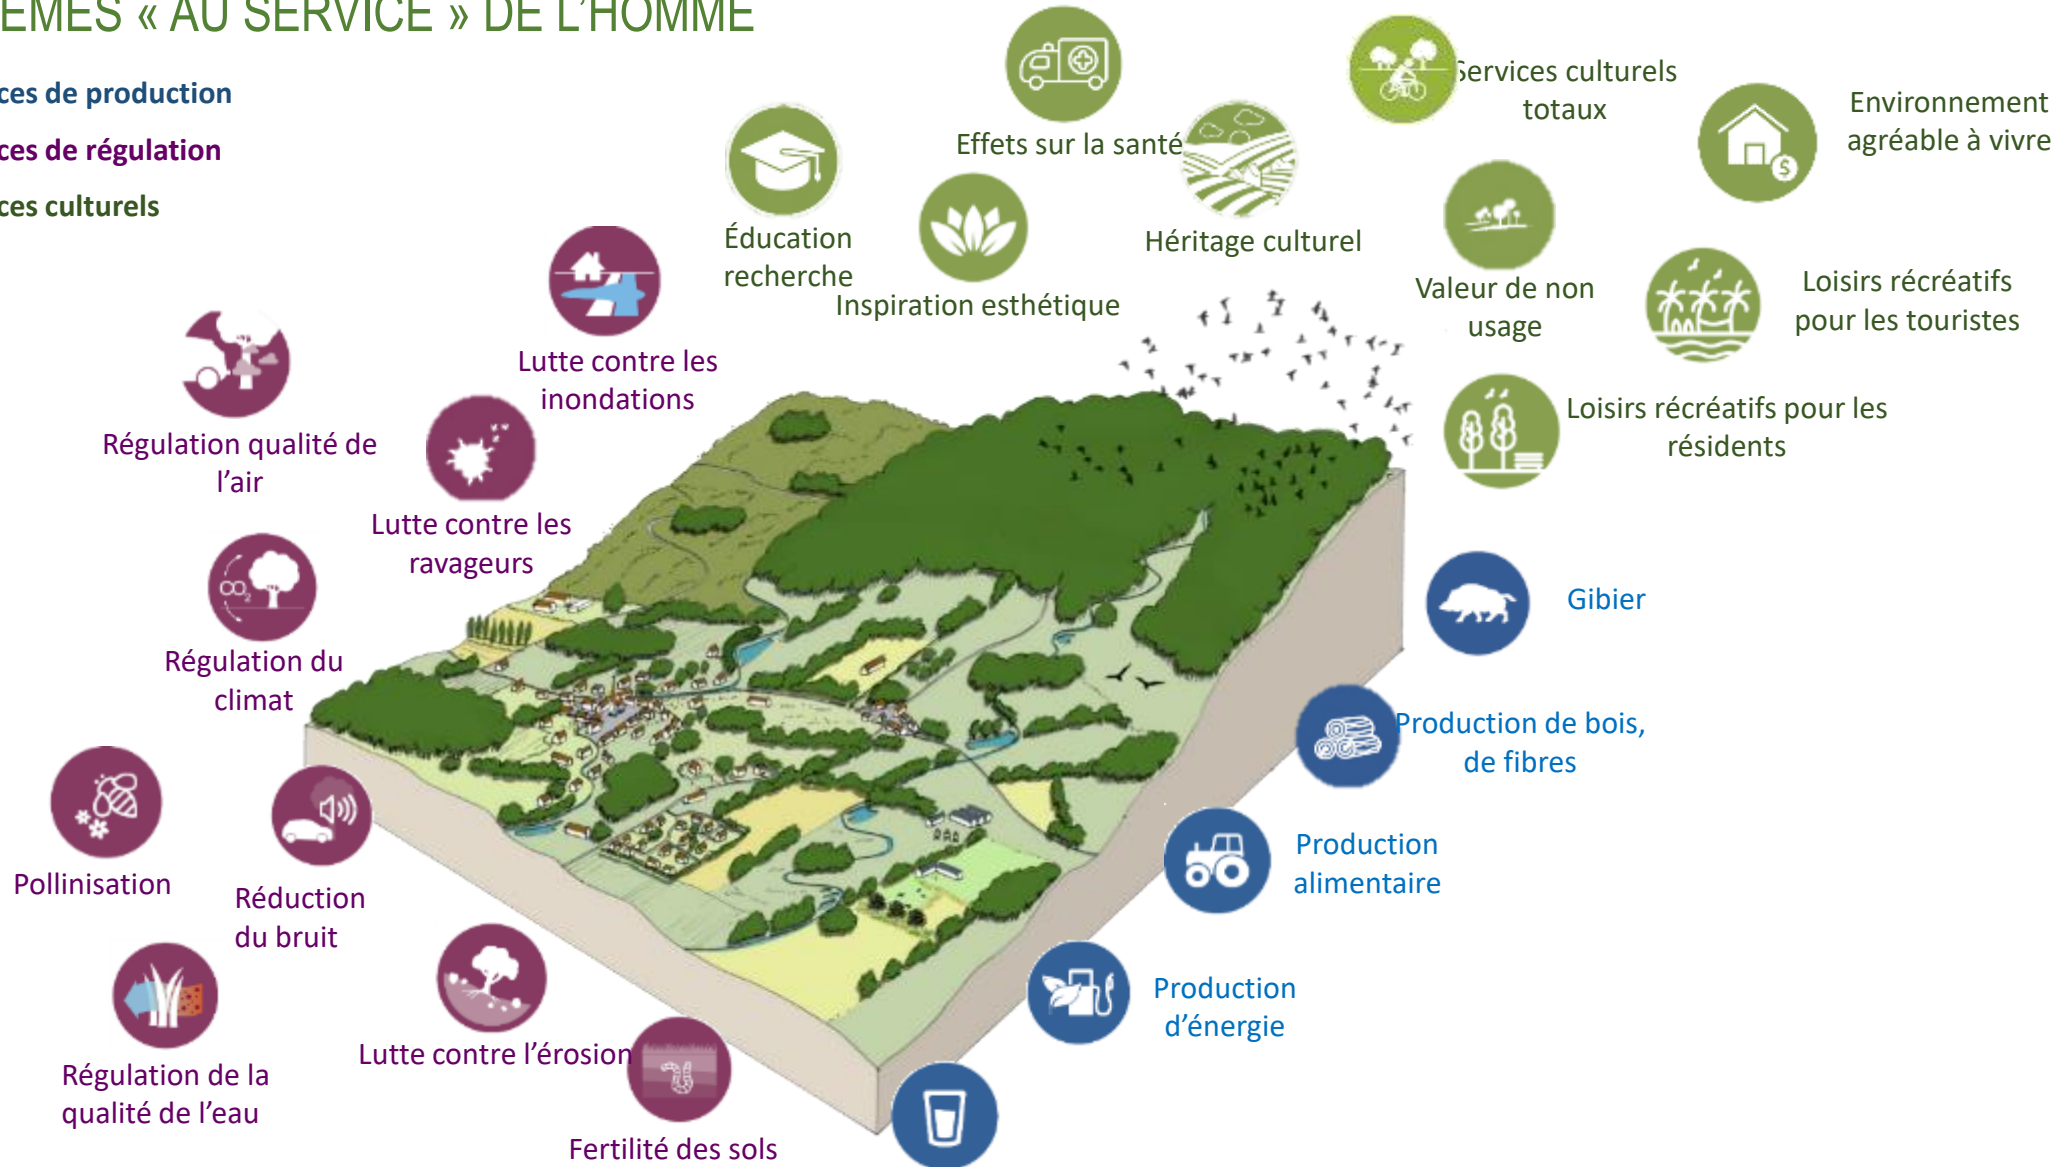 ÈMES « AU SERVICE » DE L'HOMME
ces de production
ces de régulation
ces culturels
Effets sur la santé
Services culturels
totaux
Environnement
agréable à vivre
Éducation
recherche
Inspiration esthétique
Héritage culturel
Valeur de non
usage
Loisirs récréatifs
pour les touristes
Loisirs récréatifs pour les
résidents
Lutte contre les
inondations
Régulation qualité de
l'air
Lutte contre les
ravageurs
CO2
Régulation du
climat
Gibier
Production de bois,
de fibres
Production
alimentaire
Production
d'énergie
Pollinisation
Réduction
du bruit
Régulation de la
qualité de l'eau
Lutte contre l'érosion
Fertilité des sols
$